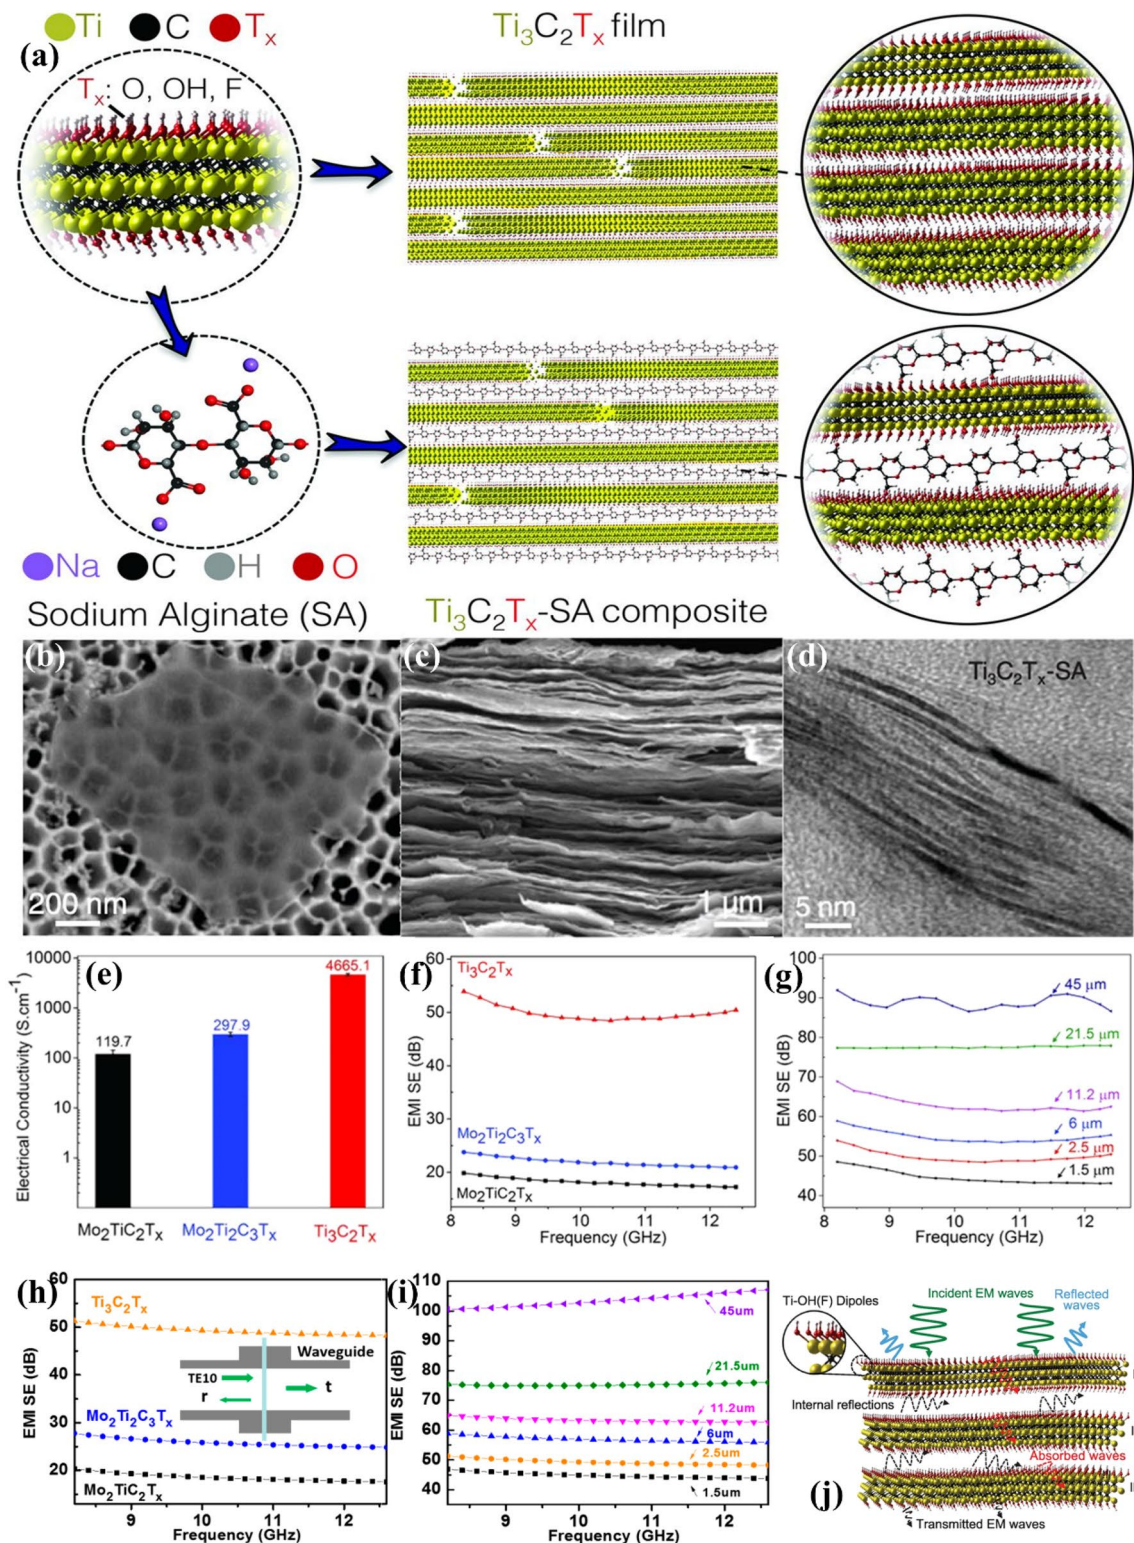 Ti C Tx
Ti3C2Tx film
(a)
Tx: O, OH, F
Na C H O
Sodium Alginate (SA)
Ti3C2Tx-SA composite
(b)
200 nm
(c)
1 μm
(d)
Ti3C2Tx-SA
5 nm
(e)
Electrical Conductivity (S.cm-1)
10000
1000
100
10
1
119.7
297.9
4665.1
Mo2TiC2Tx
Mo2Ti2C3Tx
Ti3C2Tx
(f)
EMI SE (dB)
60
50
40
30
20
Ti3C2Tx
Mo2Ti2C3Tx
Mo2TiC2Tx
8 9 10 11 12
Frequency (GHz)
(g)
EMI SE (dB)
100
90
80
70
60
50
40
45 μm
21.5 μm
11.2 μm
6 μm
2.5 μm
1.5 μm
8 9 10 11 12
Frequency (GHz)
(h)
EMI SE (dB)
60
50
40
30
20
Ti3C2Tx
Waveguide
TE10
r
t
Mo2Ti2C3Tx
Mo2TiC2Tx
9 10 11 12
Frequency (GHz)
(i)
EMI SE (dB)
110
100
90
80
70
60
50
40
45um
21.5um
11.2um
6um
2.5um
1.5um
9 10 11 12
Frequency (GHz)
Ti-OH(F) Dipoles
Incident EM waves
Reflected
waves
Internal reflections
Absorbed waves
(j)
Transmitted EM waves